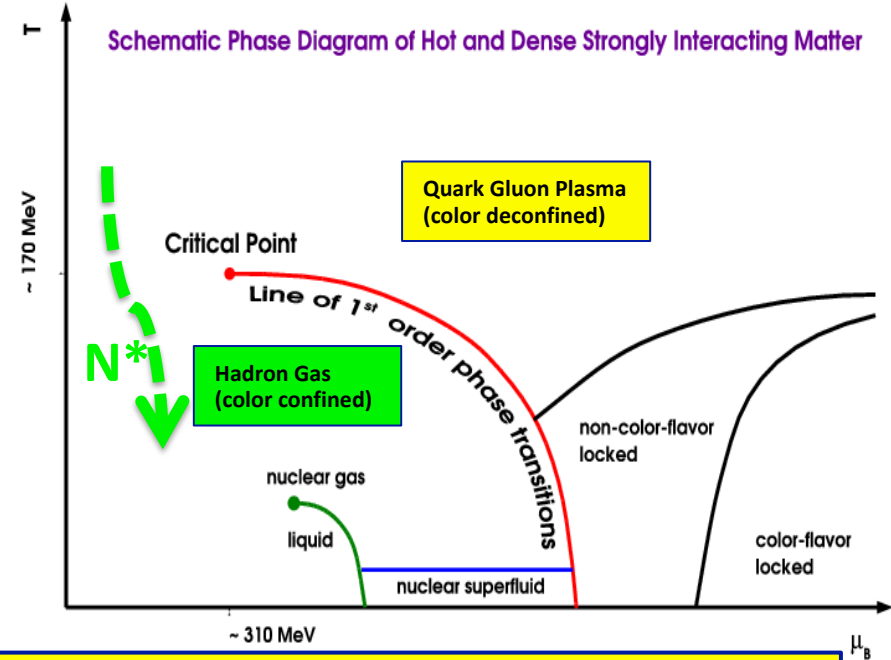 T
Schematic Phase Diagram of Hot and Dense Strongly Interacting Matter
Quark Gluon Plasma
(color deconfined)
~ 170 MeV
Critical Point
Line of 1st order phase transitions
N*
Hadron Gas
(color confined)
non-color-flavor
locked
nuclear gas
liquid
color-flavor
locked
nuclear superfluid
~ 310 MeV
μB